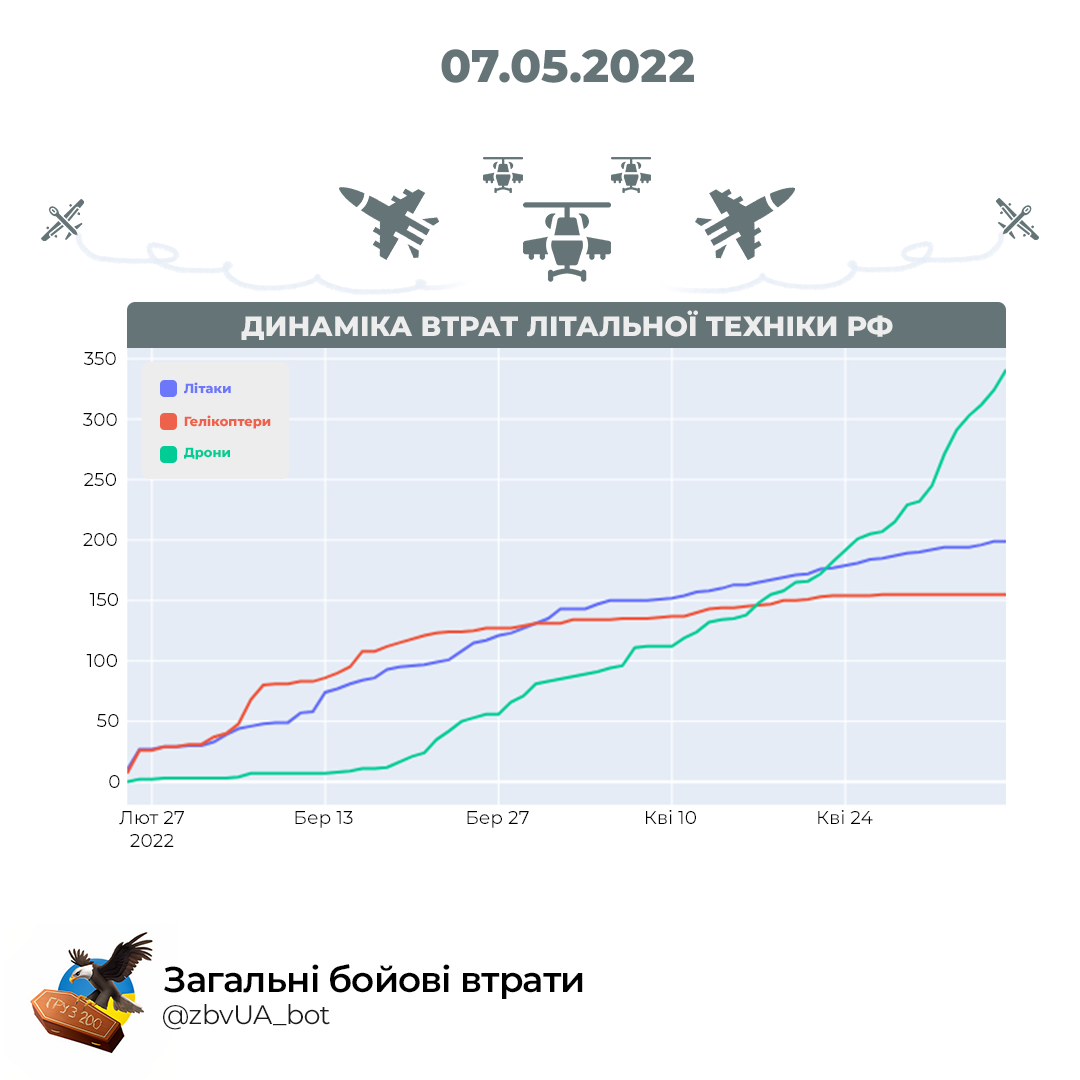 07.05.2022
ДИНАМІКА ВТРАТ ЛІТАЛЬНОЇ ТЕХНІКИ РФ
350
Літаки
Гелікоптери
Дрони
300
250
200
150
100
50
0
Лют 27 Бер 13 Бер 27 Кві 10 Кві 24
2022
ГРУЗ 200
Загальні бойові втрати
@zbvUA_bot